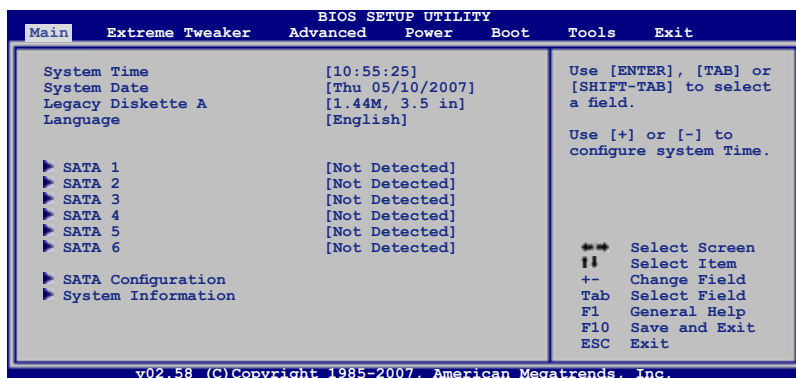 BIOS SETUP UTILITY
Main Extreme Tweaker Advanced Power Boot Tools Exit
System Time [10:55:25]
System Date [Thu 05/10/2007]
Legacy Diskette A [1.44M, 3.5 in]
Language [English]
SATA 1 [Not Detected]
SATA 2 [Not Detected]
SATA 3 [Not Detected]
SATA 4 [Not Detected]
SATA 5 [Not Detected]
SATA 6 [Not Detected]
SATA Configuration
System Information
Use [ENTER], [TAB] or
[SHIFT-TAB] to select
a field.
Use [+] or [-] to
configure system Time.
Select Screen
Select Item
+- Change Field
Tab Select Field
F1 General Help
F10 Save and Exit
ESC Exit
v02.58 (C)Copyright 1985-2007, American Megatrends, Inc.